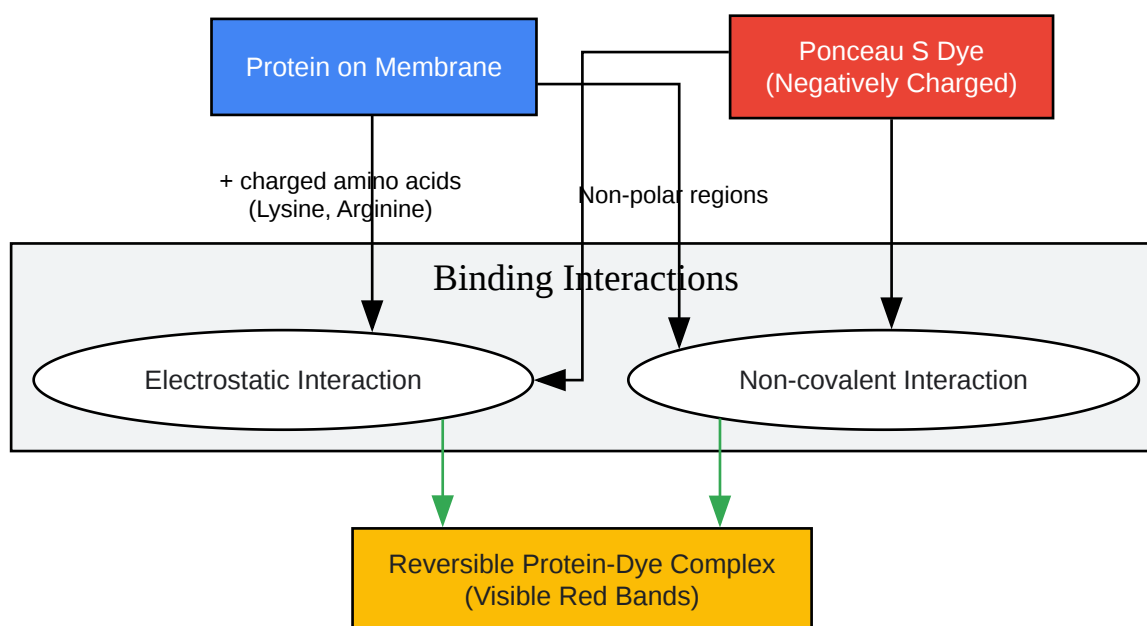 Protein on Membrane
Ponceau S Dye
(Negatively Charged)
+ charged amino acids
(Lysine, Arginine)
Non-polar regions
Binding Interactions
Electrostatic Interaction
Non-covalent Interaction
Reversible Protein-Dye Complex
(Visible Red Bands)